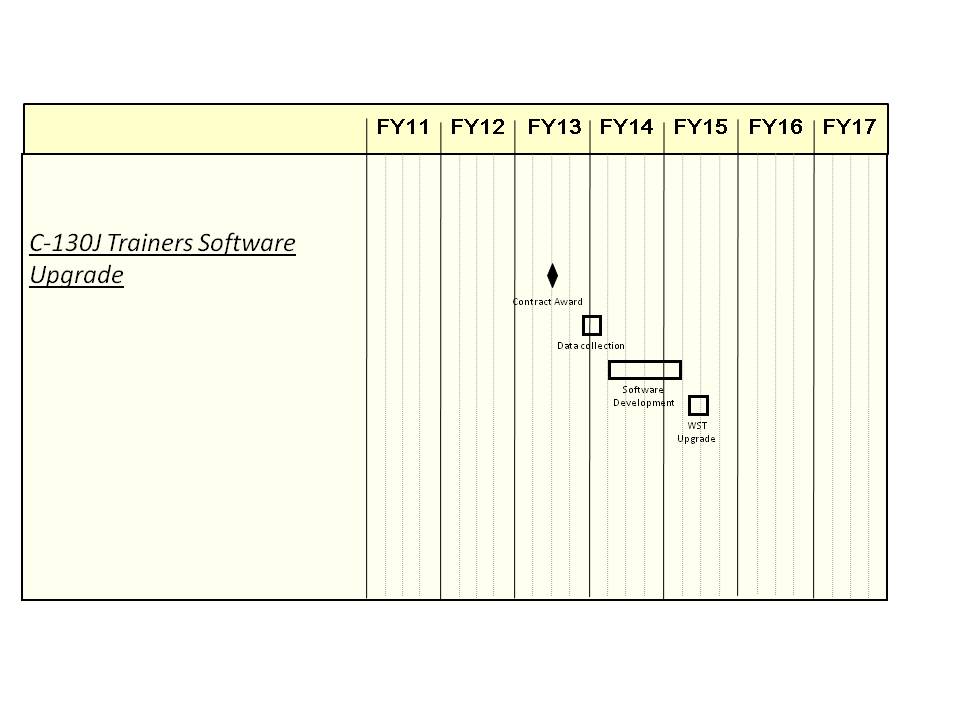 FY11 FY12 FY13 FY14 FY15 FY16 FY17
C-130J Trainers Software
Upgrade
Contract Award
Data collection
Software
Development
WST
Upgrade